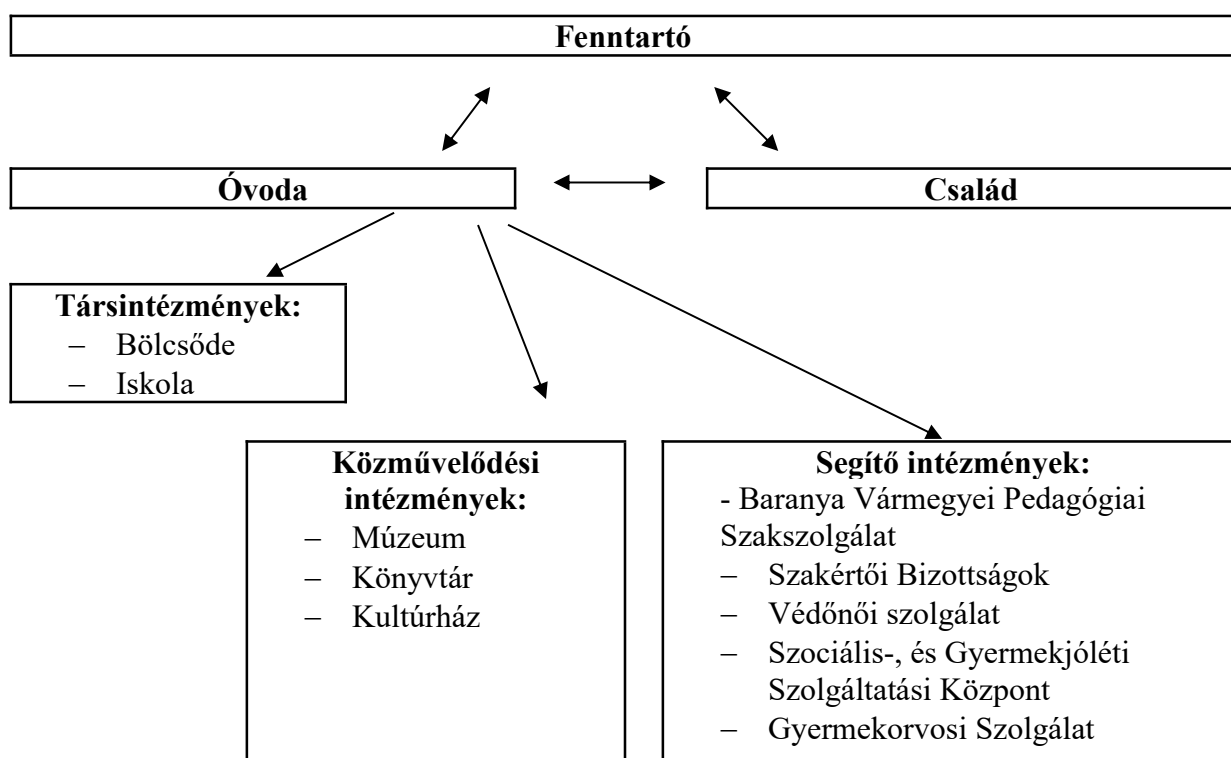 Fenntartó
Óvoda
Család
Társintézmények:
– Bölcsőde
– Iskola
Közművelődési
intézmények:
– Múzeum
– Könyvtár
– Kultúrház
Segítő intézmények:
- Baranya Vármegyei Pedagógiai
Szakszolgálat
– Szakértői Bizottságok
– Védőnői szolgálat
– Szociális-, és Gyermekjóléti
Szolgáltatási Központ
– Gyermekorvosi Szolgálat